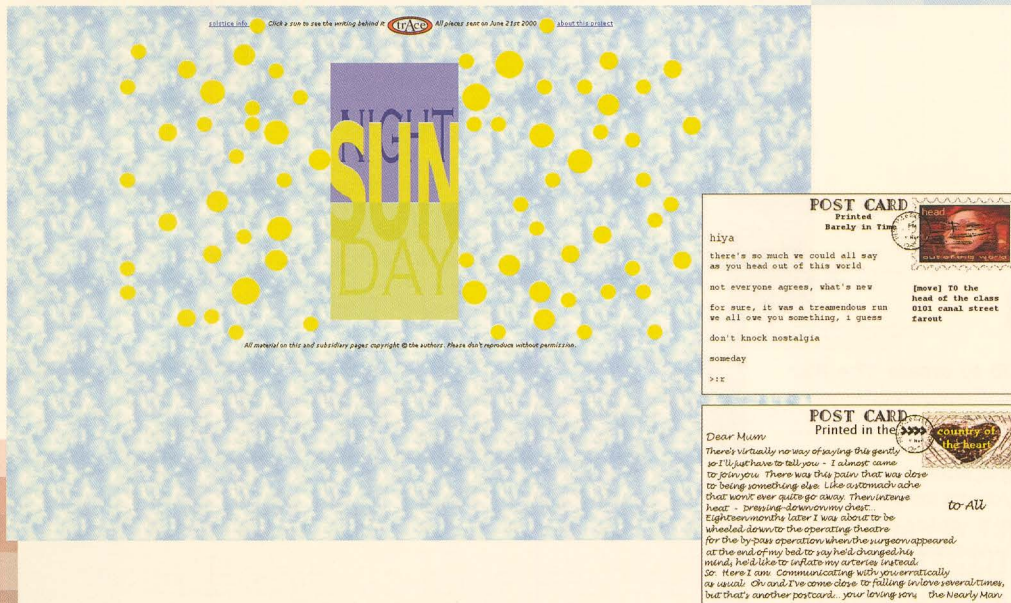 solstice info
Click a sun to see the writing behind it
trAce
All pieces sent on June 21st 2000
about this project
NIGHT
SUN
SUN
DAY
All material on this and subsidiary pages copyright © the authors. Please don't reproduce without permission.
POST CARD
Printed
Barely in Time
head
out of this world
hiya
there's so much we could all say
as you head out of this world
not everyone agrees, what's new
for sure, it was a treamendous run
we all owe you something, i guess
don't knock nostalgia
someday
>:r
[move] TO the
head of the class
0101 canal street
farout
POST CARD
Printed in the
country of
the heart
Dear Mum
There's virtually no way of saying this gently
so I'll just have to tell you - I almost came
to join you. There was this pain that was close
to being something else. Like a stomach ache
that won't ever quite go away. Then intense
heat - pressing-down on my chest...
Eighteen months later I was about to be
wheeled down to the operating theatre
for the by-pass operation when the surgeon appeared
at the end of my bed to say he'd changed his
mind, he'd like to inflate my arteries instead.
So. Here I am. Communicating with you erratically
as usual. Oh and I've come close to falling in love several times,
but that's another postcard... your loving son, the Nearly Man
to All